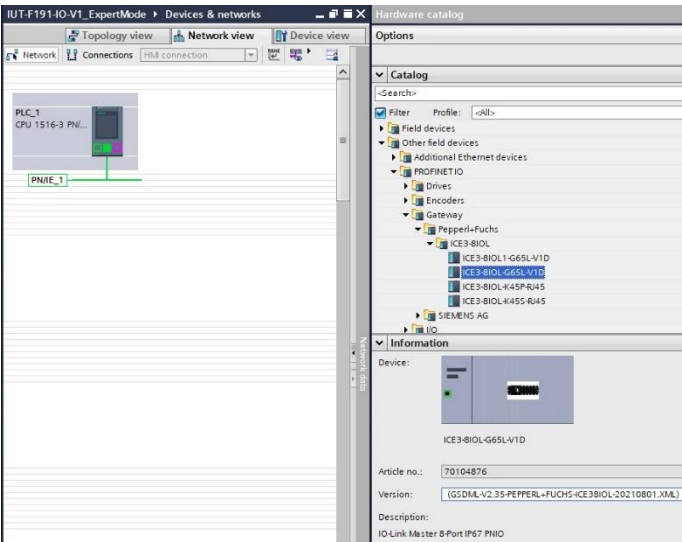 IUT-F191-IO-V1_ExpertMode ▸ Devices & networks
Topology view
Network view
Device view
Network
Connections
HMI connection
PLC_1
CPU 1516-3 PN/...
PN/IE_1
Network data
Hardware catalog
Options
Catalog
<Search>
Filter
Profile:
<All>
Field devices
Other field devices
Additional Ethernet devices
PROFINET IO
Drives
Encoders
Gateway
Pepperl+Fuchs
ICE3-8IOL
ICE3-8IOL1-G65L-V1D
ICE3-8IOL-G65L-V1D
ICE3-8IOL-K45P-RJ45
ICE3-8IOL-K45S-RJ45
SIEMENS AG
I/O
Information
Device:
ICE3-8IOL-G65L-V1D
Article no.:
70104876
Version:
(GSDML-V2.35-PEPPERL+FUCHS-ICE38IOL-20210801.XML)
Description:
IO-Link Master 8-Port IP67 PNIO